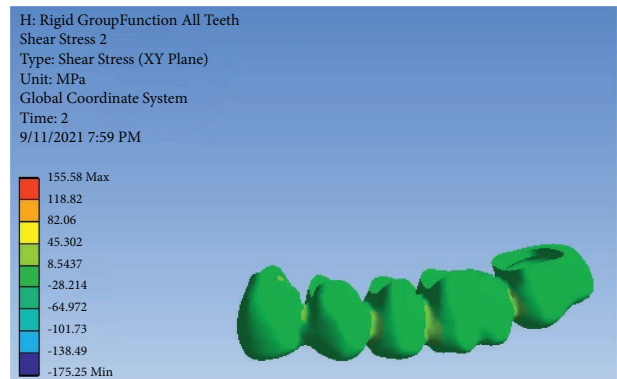 H: Rigid GroupFunction All Teeth
Shear Stress 2
Type: Shear Stress (XY Plane)
Unit: MPa
Global Coordinate System
Time: 2
9/11/2021 7:59 PM
155.58 Max
118.82
82.06
45.302
8.5437
-28.214
-64.972
-101.73
-138.49
-175.25 Min